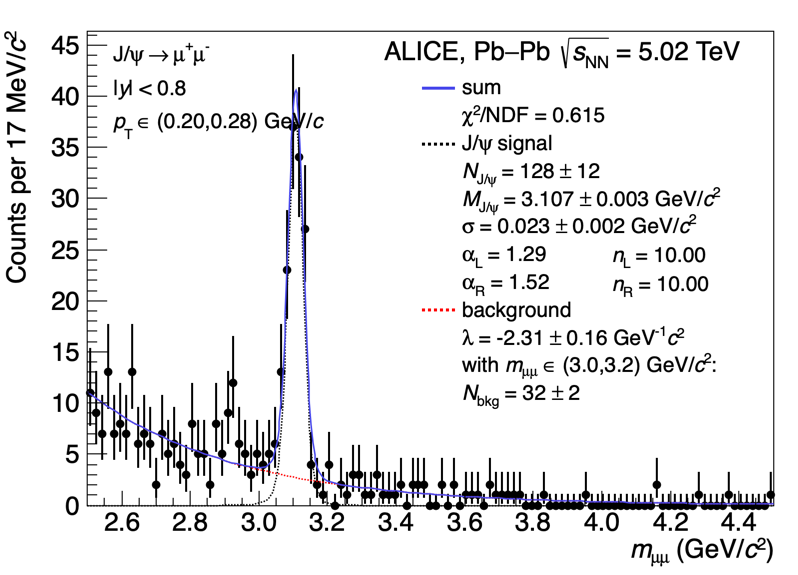 45
40
35
30
25
20
15
10
5
0
Counts per 17 MeV/c²
J/ψ → μ⁺μ⁻
|y| < 0.8
p_T ∈ (0.20,0.28) GeV/c
ALICE, Pb–Pb √s_NN = 5.02 TeV
sum
χ²/NDF = 0.615
J/ψ signal
N_J/ψ = 128 ± 12
M_J/ψ = 3.107 ± 0.003 GeV/c²
σ = 0.023 ± 0.002 GeV/c²
α_L = 1.29 n_L = 10.00
α_R = 1.52 n_R = 10.00
background
λ = -2.31 ± 0.16 GeV⁻¹c²
with m_μμ ∈ (3.0,3.2) GeV/c²:
N_bkg = 32 ± 2
2.6 2.8 3.0 3.2 3.4 3.6 3.8 4.0 4.2 4.4
m_μμ (GeV/c²)